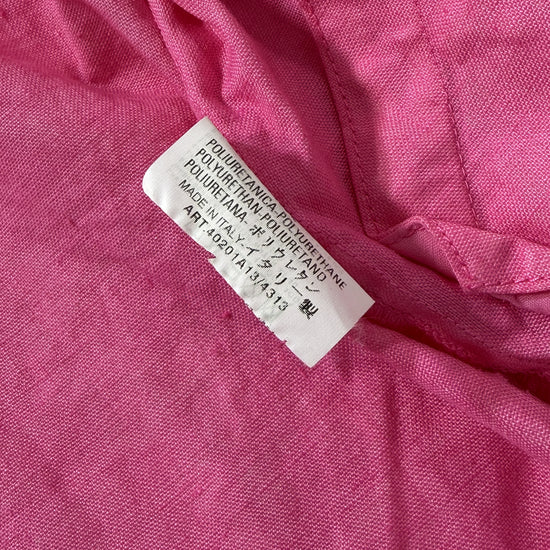 POLIURETANICA-POLYURETHANE
POLYURETHAN-POLIURETANO
POLIURETANA-ポリウレタン
MADE IN ITALY イタリー製
ART.40201A13/4313